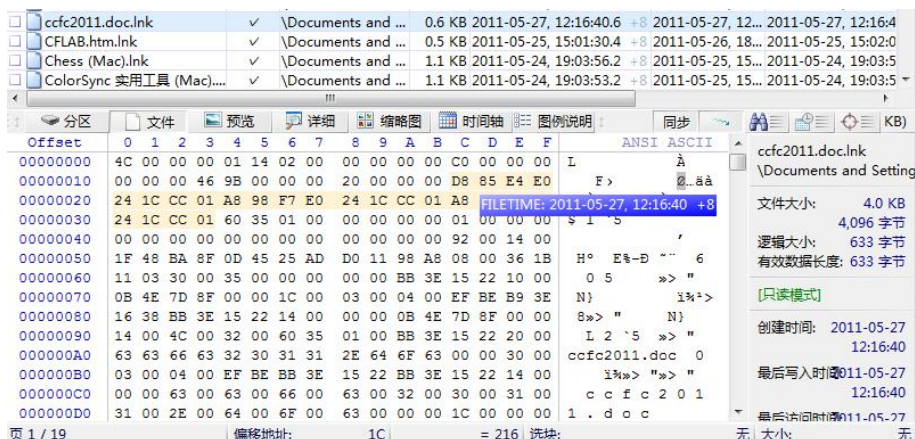 ccfc2011.doc.lnk ✓ \Documents and ... 0.6 KB 2011-05-27, 12:16:40.6 +8 2011-05-27, 12... 2011-05-27, 12:16:4
CFLAB.htm.lnk ✓ \Documents and ... 0.5 KB 2011-05-25, 15:01:30.4 +8 2011-05-26, 18... 2011-05-25, 15:02:0
Chess (Mac).lnk ✓ \Documents and ... 1.1 KB 2011-05-24, 19:03:56.2 +8 2011-05-25, 15... 2011-05-24, 19:03:5
ColorSync 实用工具 (Mac).... ✓ \Documents and ... 1.1 KB 2011-05-24, 19:03:53.2 +8 2011-05-25, 15... 2011-05-24, 19:03:5
分区 文件 预览 详细 缩略图 时间轴 图例说明 同步 KB)
Offset 0 1 2 3 4 5 6 7 8 9 A B C D E F ANSI ASCII
00000000 4C 00 00 00 01 14 02 00 00 00 00 00 C0 00 00 00 L À
00000010 00 00 00 46 9B 00 00 00 20 00 00 00 D8 85 E4 E0 F› Ø…äà
00000020 24 1C CC 01 A8 98 F7 E0 24 1C CC 01 A8 FILETIME: 2011-05-27, 12:16:40 +8
00000030 24 1C CC 01 60 35 01 00 00 00 00 00 01 00 00 00
00000040 00 00 00 00 00 00 00 00 00 00 00 00 92 00 14 00 ’
00000050 1F 48 BA 8F 0D 45 25 AD D0 11 98 A8 08 00 36 1B Hº E%-Ð ˜¨ 6
00000060 11 03 30 00 35 00 00 00 00 00 BB 3E 15 22 10 00 0 5 »> "
00000070 0B 4E 7D 8F 00 00 1C 00 03 00 04 00 EF BE B9 3E N} ï¾¹>
00000080 16 38 BB 3E 15 22 14 00 00 00 0B 4E 7D 8F 00 00 8»> " N}
00000090 14 00 4C 00 32 00 60 35 01 00 BB 3E 15 22 20 00 L 2 `5 »> "
000000A0 63 63 66 63 32 30 31 31 2E 64 6F 63 00 00 30 00 ccfc2011.doc 0
000000B0 03 00 04 00 EF BE BB 3E 15 22 BB 3E 15 22 14 00 ï¾»> "»> "
000000C0 00 00 63 00 63 00 66 00 63 00 32 00 30 00 31 00 c c f c 2 0 1
000000D0 31 00 2E 00 64 00 6F 00 63 00 00 00 1C 00 00 00 1 . d o c
页 1 / 19 偏移地址: 1C = 216 选块: 无 大小: 无
ccfc2011.doc.lnk
\Documents and Setting
文件大小: 4.0 KB
4,096 字节
逻辑大小: 633 字节
有效数据长度: 633 字节
[只读模式]
创建时间: 2011-05-27
12:16:40
最后写入时间 2011-05-27
12:16:40
最后访问时间 2011-05-27